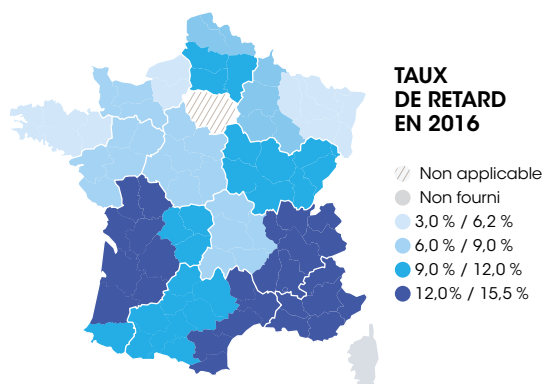 TAUX
DE RETARD
EN 2016
Non applicable
Non fourni
3,0 % / 6,2 %
6,0 % / 9,0 %
9,0 % / 12,0 %
12,0 % / 15,5 %